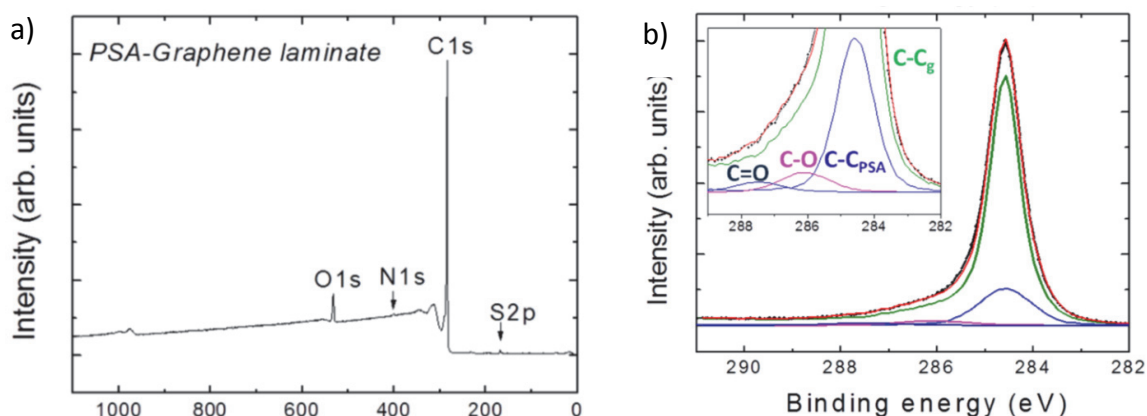 a)
PSA-Graphene laminate
C1s
O1s
N1s
S2p
Intensity (arb. units)
1000 800 600 400 200 0
b)
C-Cg
C=O C-O C-CPSA
288 286 284 282
Intensity (arb. units)
290 288 286 284 282
Binding energy (eV)